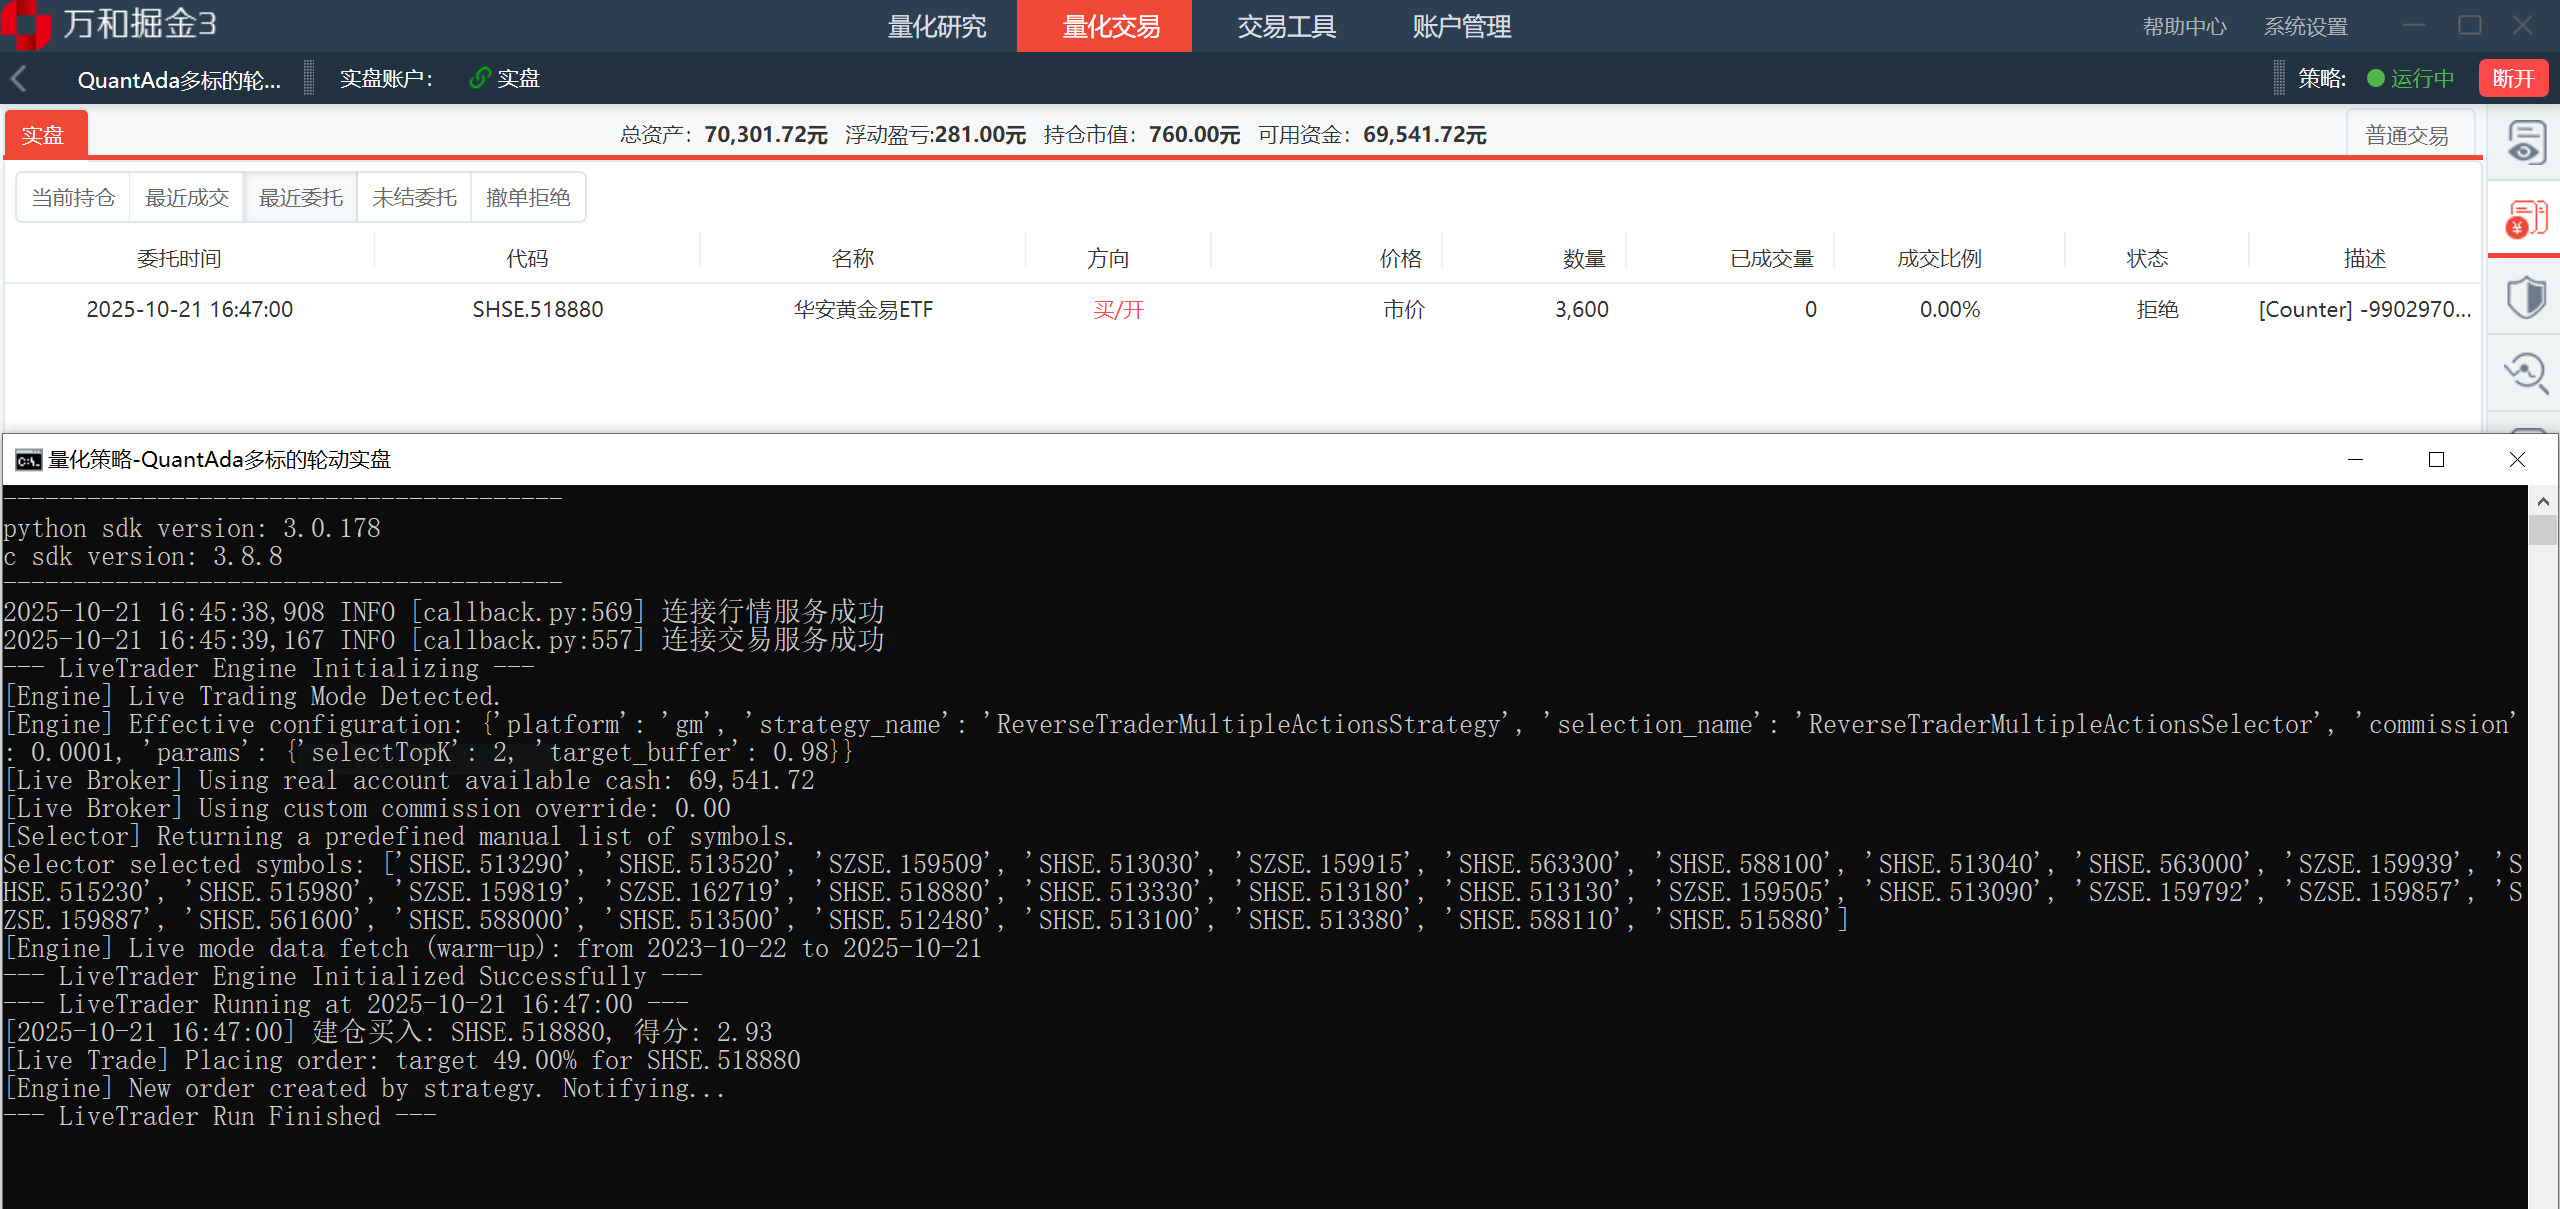 万和掘金3 量化研究 量化交易 交易工具 账户管理 帮助中心 系统设置
QuantAda多标的轮... 实盘账户： 实盘 策略: 运行中 断开
实盘 总资产：70,301.72元 浮动盈亏:281.00元 持仓市值：760.00元 可用资金：69,541.72元 普通交易
当前持仓 最近成交 最近委托 未结委托 撤单拒绝
委托时间 代码 名称 方向 价格 数量 已成交量 成交比例 状态 描述
2025-10-21 16:47:00 SHSE.518880 华安黄金易ETF 买/开 市价 3,600 0 0.00% 拒绝 [Counter] -9902970...
量化策略-QuantAda多标的轮动实盘
----------------------------------------
python sdk version: 3.0.178
c sdk version: 3.8.8
----------------------------------------
2025-10-21 16:45:38,908 INFO [callback.py:569] 连接行情服务成功
2025-10-21 16:45:39,167 INFO [callback.py:557] 连接交易服务成功
--- LiveTrader Engine Initializing ---
[Engine] Live Trading Mode Detected.
[Engine] Effective configuration: {'platform': 'gm', 'strategy_name': 'ReverseTraderMultipleActionsStrategy', 'selection_name': 'ReverseTraderMultipleActionsSelector', 'commission'
: 0.0001, 'params': {'selectTopK': 2, 'target_buffer': 0.98}}
[Live Broker] Using real account available cash: 69,541.72
[Live Broker] Using custom commission override: 0.00
[Selector] Returning a predefined manual list of symbols.
Selector selected symbols: ['SHSE.513290', 'SHSE.513520', 'SZSE.159509', 'SHSE.513030', 'SZSE.159915', 'SHSE.563300', 'SHSE.588100', 'SHSE.513040', 'SHSE.563000', 'SZSE.159939', 'S
HSE.515230', 'SHSE.515980', 'SZSE.159819', 'SZSE.162719', 'SHSE.518880', 'SHSE.513330', 'SHSE.513180', 'SHSE.513130', 'SZSE.159505', 'SHSE.513090', 'SZSE.159792', 'SZSE.159857', 'S
ZSE.159887', 'SHSE.561600', 'SHSE.588000', 'SHSE.513500', 'SHSE.512480', 'SHSE.513100', 'SHSE.513380', 'SHSE.588110', 'SHSE.515880']
[Engine] Live mode data fetch (warm-up): from 2023-10-22 to 2025-10-21
--- LiveTrader Engine Initialized Successfully ---
--- LiveTrader Running at 2025-10-21 16:47:00 ---
[2025-10-21 16:47:00] 建仓买入: SHSE.518880, 得分: 2.93
[Live Trade] Placing order: target 49.00% for SHSE.518880
[Engine] New order created by strategy. Notifying...
--- LiveTrader Run Finished ---